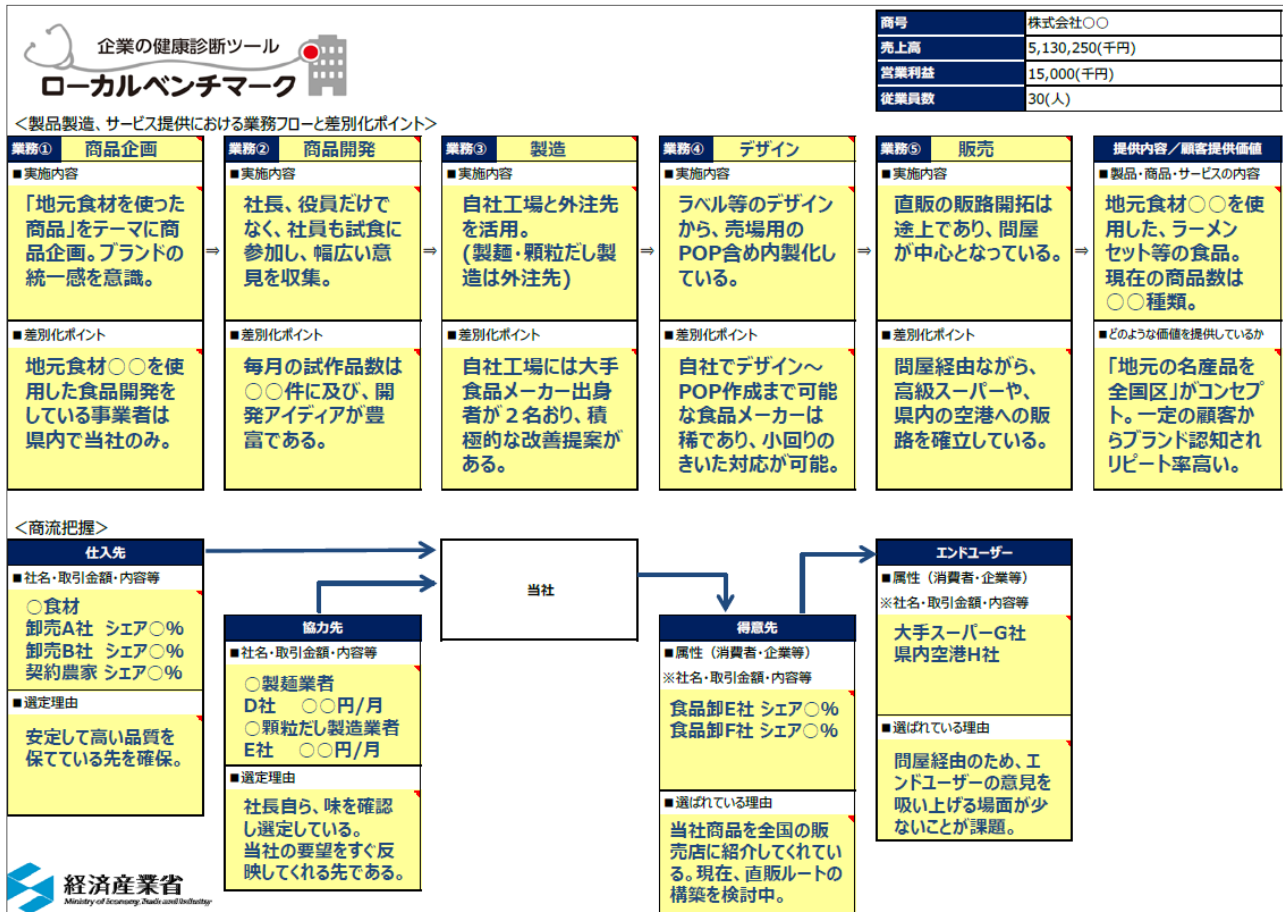 企業の健康診断ツール
ローカルベンチマーク
商号 株式会社○○
売上高 5,130,250(千円)
営業利益 15,000(千円)
従業員数 30(人)
＜製品製造、サービス提供における業務フローと差別化ポイント＞
業務① 商品企画
■実施内容
「地元食材を使った
商品」をテーマに商
品企画。ブランドの
統一感を意識。
■差別化ポイント
地元食材○○を使
用した食品開発を
している事業者は
県内で当社のみ。
⇒
業務② 商品開発
■実施内容
社長、役員だけで
なく、社員も試食に
参加し、幅広い意
見を収集。
■差別化ポイント
毎月の試作品数は
○○件に及び、開
発アイディアが豊
富である。
⇒
業務③ 製造
■実施内容
自社工場と外注先
を活用。
(製麺・顆粒だし製
造は外注先)
■差別化ポイント
自社工場には大手
食品メーカー出身
者が２名おり、積
極的な改善提案が
ある。
⇒
業務④ デザイン
■実施内容
ラベル等のデザイン
から、売場用の
POP含め内製化し
ている。
■差別化ポイント
自社でデザイン～
POP作成まで可能
な食品メーカーは
稀であり、小回りの
きいた対応が可能。
⇒
業務⑤ 販売
■実施内容
直販の販路開拓は
途上であり、問屋
が中心となっている。
■差別化ポイント
問屋経由ながら、
高級スーパーや、
県内の空港への販
路を確立している。
⇒
提供内容／顧客提供価値
■製品・商品・サービスの内容
地元食材○○を使
用した、ラーメン
セット等の食品。
現在の商品数は
○○種類。
■どのような価値を提供しているか
「地元の名産品を
全国区」がコンセプ
ト。一定の顧客か
らブランド認知され
リピート率高い。
＜商流把握＞
仕入先
■社名・取引金額・内容等
○食材
卸売A社 シェア○%
卸売B社 シェア○%
契約農家 シェア○%
■選定理由
安定して高い品質を
保てている先を確保。
協力先
■社名・取引金額・内容等
○製麺業者
D社 ○○円/月
○顆粒だし製造業者
E社 ○○円/月
■選定理由
社長自ら、味を確認
し選定している。
当社の要望をすぐ反
映してくれる先である。
当社
得意先
■属性（消費者・企業等）
※社名・取引金額・内容等
食品卸E社 シェア○%
食品卸F社 シェア○%
■選ばれている理由
当社商品を全国の販
売店に紹介してくれてい
る。現在、直販ルートの
構築を検討中。
エンドユーザー
■属性（消費者・企業等）
※社名・取引金額・内容等
大手スーパーG社
県内空港H社
■選ばれている理由
問屋経由のため、エ
ンドユーザーの意見を
吸い上げる場面が少
ないことが課題。
経済産業省
Ministry of Economy, Trade and Industry